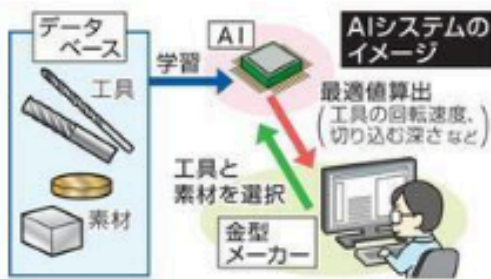 データ
ベース
工具
素材
学習
AI
AIシステムの
イメージ
最適値算出
(工具の回転速度、
切り込む深さなど)
工具と
素材を選択
金型
メーカー